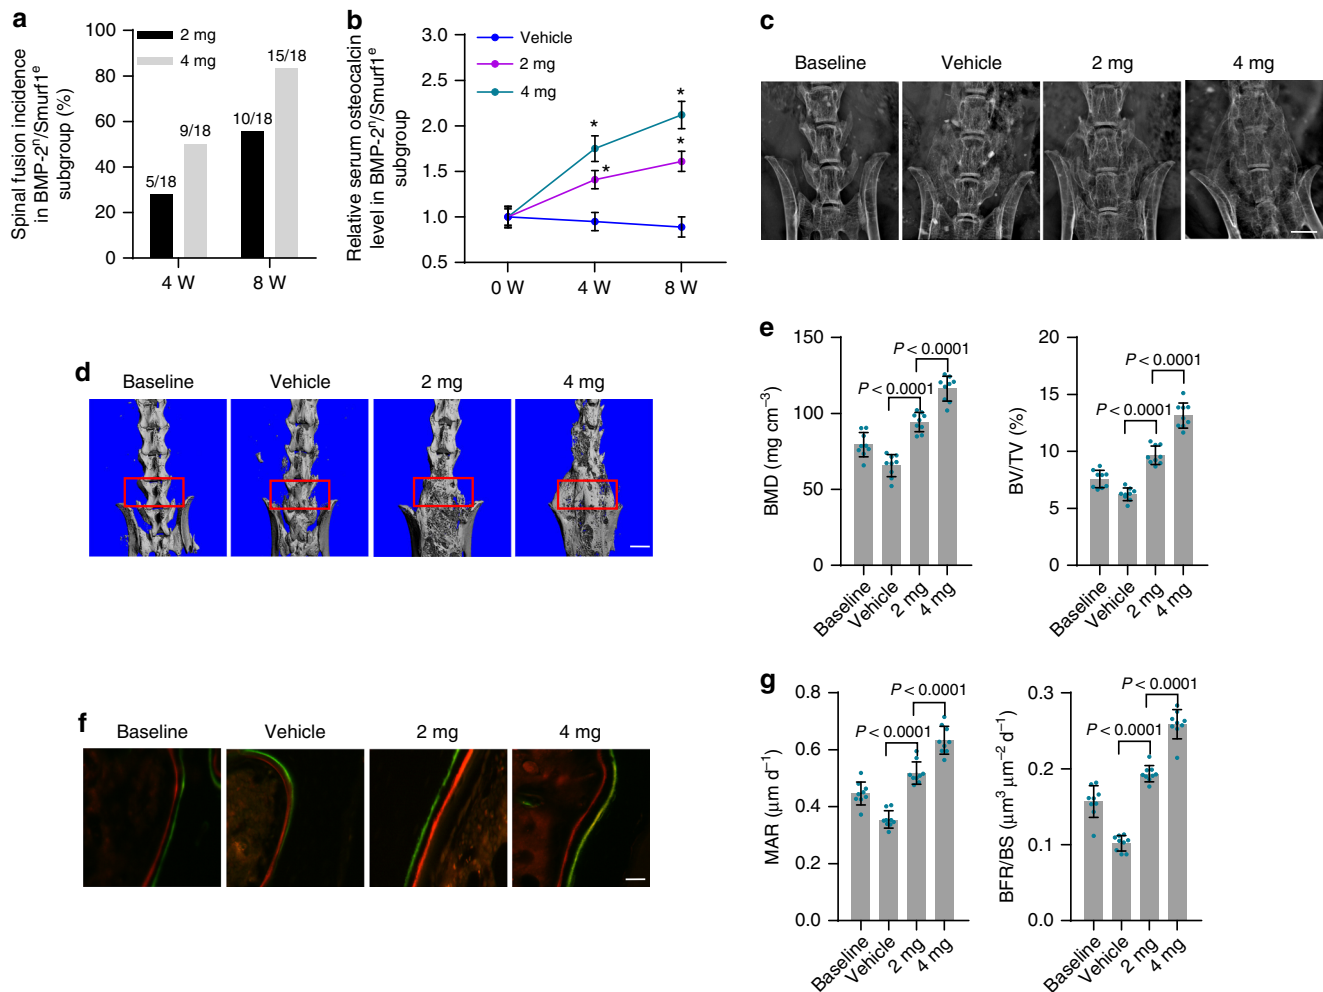 a
Spinal fusion incidence
in BMP-2ⁿ/Smurf1ᵉ
subgroup (%)
100
80
60
40
20
0
2 mg
4 mg
5/18
9/18
10/18
15/18
4 W
8 W
b
Relative serum osteocalcin
level in BMP-2ⁿ/Smurf1ᵉ
subgroup
3.0
2.5
2.0
1.5
1.0
0.5
Vehicle
2 mg
4 mg
*
*
*
*
0 W
4 W
8 W
c
Baseline
Vehicle
2 mg
4 mg
d
Baseline
Vehicle
2 mg
4 mg
e
BMD (mg cm⁻³)
150
100
50
0
P < 0.0001
P < 0.0001
Baseline
Vehicle
2 mg
4 mg
BV/TV (%)
20
15
10
5
0
P < 0.0001
P < 0.0001
Baseline
Vehicle
2 mg
4 mg
f
Baseline
Vehicle
2 mg
4 mg
g
MAR (μm d⁻¹)
0.8
0.6
0.4
0.2
0.0
P < 0.0001
P < 0.0001
Baseline
Vehicle
2 mg
4 mg
BFR/BS (μm³ μm⁻² d⁻¹)
0.3
0.2
0.1
0.0
P < 0.0001
P < 0.0001
Baseline
Vehicle
2 mg
4 mg